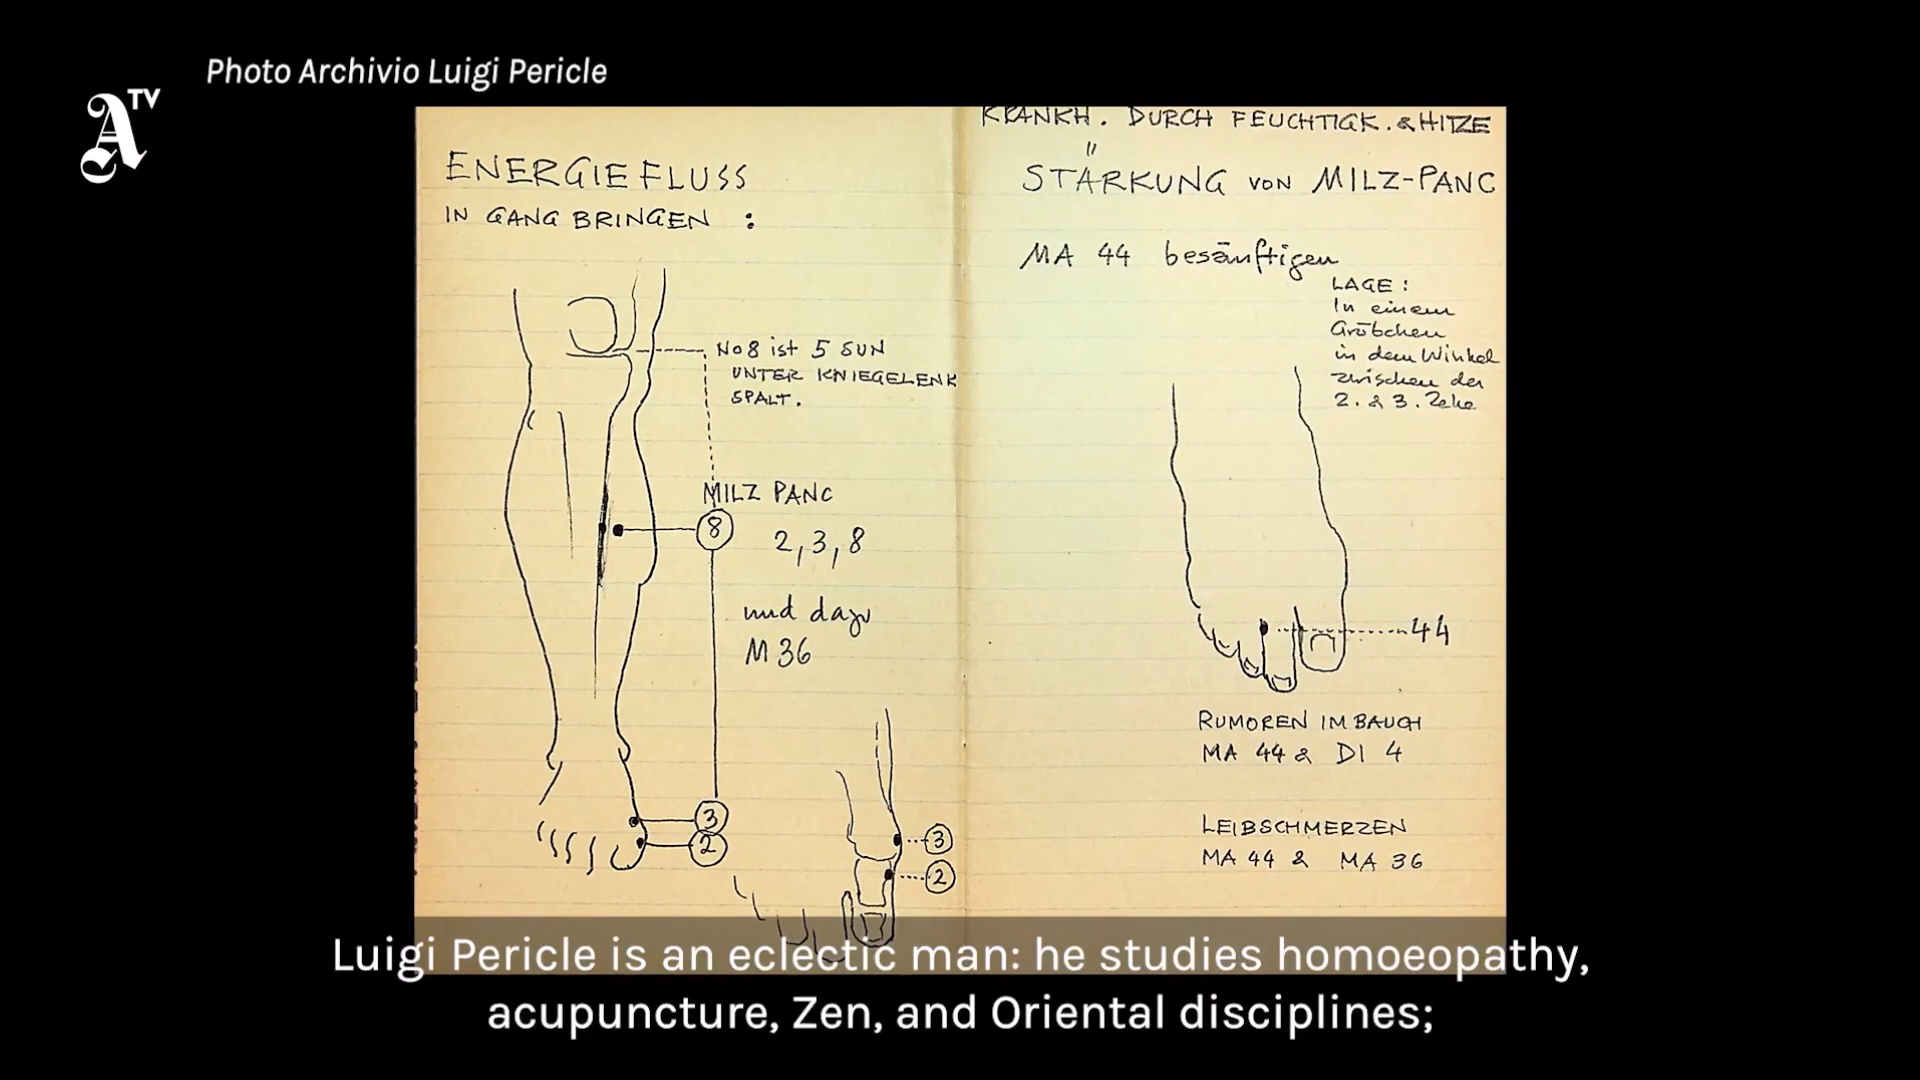 Photo Archivio Luigi Pericle
A TV
ENERGIEFLUSS
IN GANG BRINGEN :
No 8 ist 5 SUN
UNTER KNIEGELENK
SPALT.
MILZ PANC
8
2, 3, 8
und dazu
M 36
3
2
3
2
KRANKH. DURCH FEUCHTIGK. & HITZE
"
STÄRKUNG VON MILZ-PANC
MA 44 besänftigen
LAGE :
In einem
Grübchen
in dem Winkel
zwischen der
2. & 3. Zehe
44
RUMOREN IM BAUCH
MA 44 & DI 4
LEIBSCHMERZEN
MA 44 & MA 36
Luigi Pericle is an eclectic man: he studies homoeopathy,
acupuncture, Zen, and Oriental disciplines;